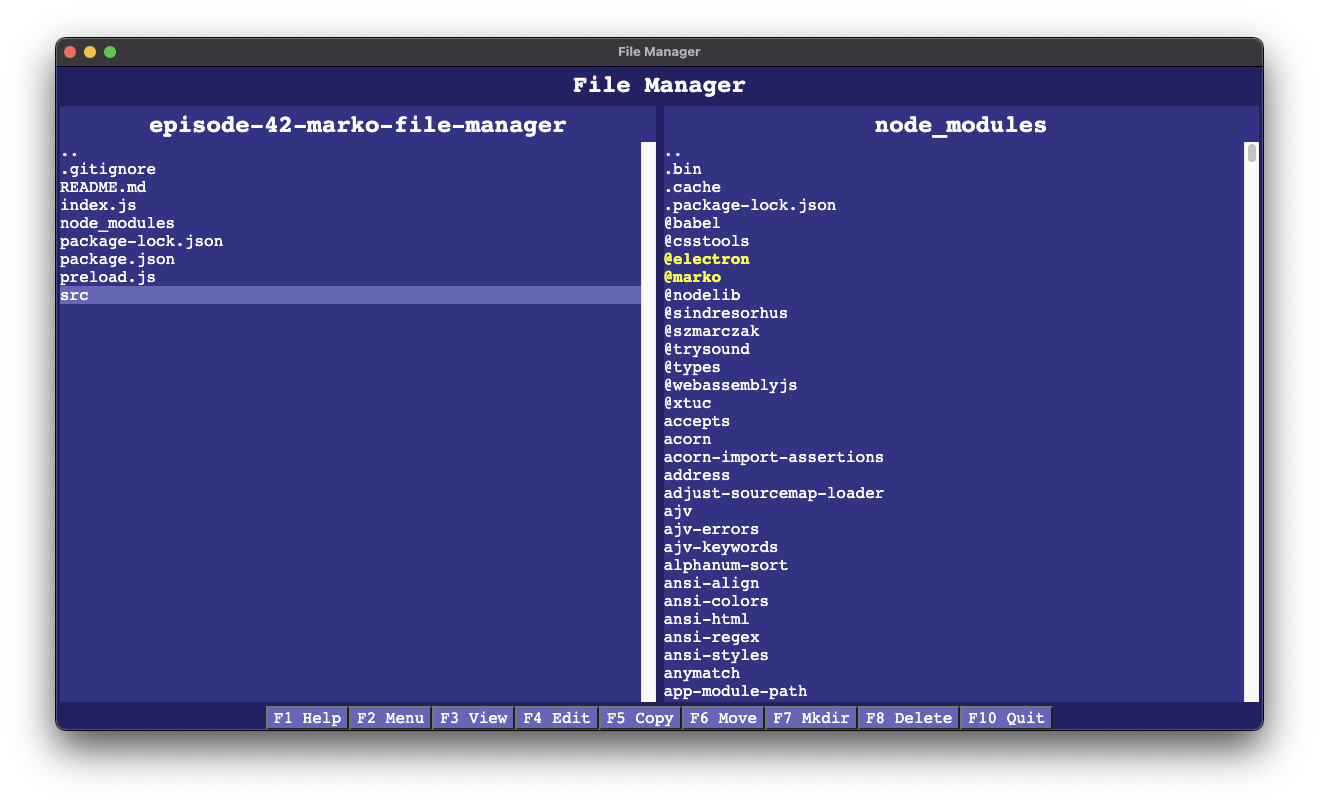 File Manager
File Manager
episode-42-marko-file-manager
..
.gitignore
README.md
index.js
node_modules
package-lock.json
package.json
preload.js
src
node_modules
..
.bin
.cache
.package-lock.json
@babel
@csstools
@electron
@marko
@nodelib
@sindresorhus
@szmarczak
@trysound
@types
@webassemblyjs
@xtuc
accepts
acorn
acorn-import-assertions
address
adjust-sourcemap-loader
ajv
ajv-errors
ajv-keywords
alphanum-sort
ansi-align
ansi-colors
ansi-html
ansi-regex
ansi-styles
anymatch
app-module-path
F1 Help F2 Menu F3 View F4 Edit F5 Copy F6 Move F7 Mkdir F8 Delete F10 Quit